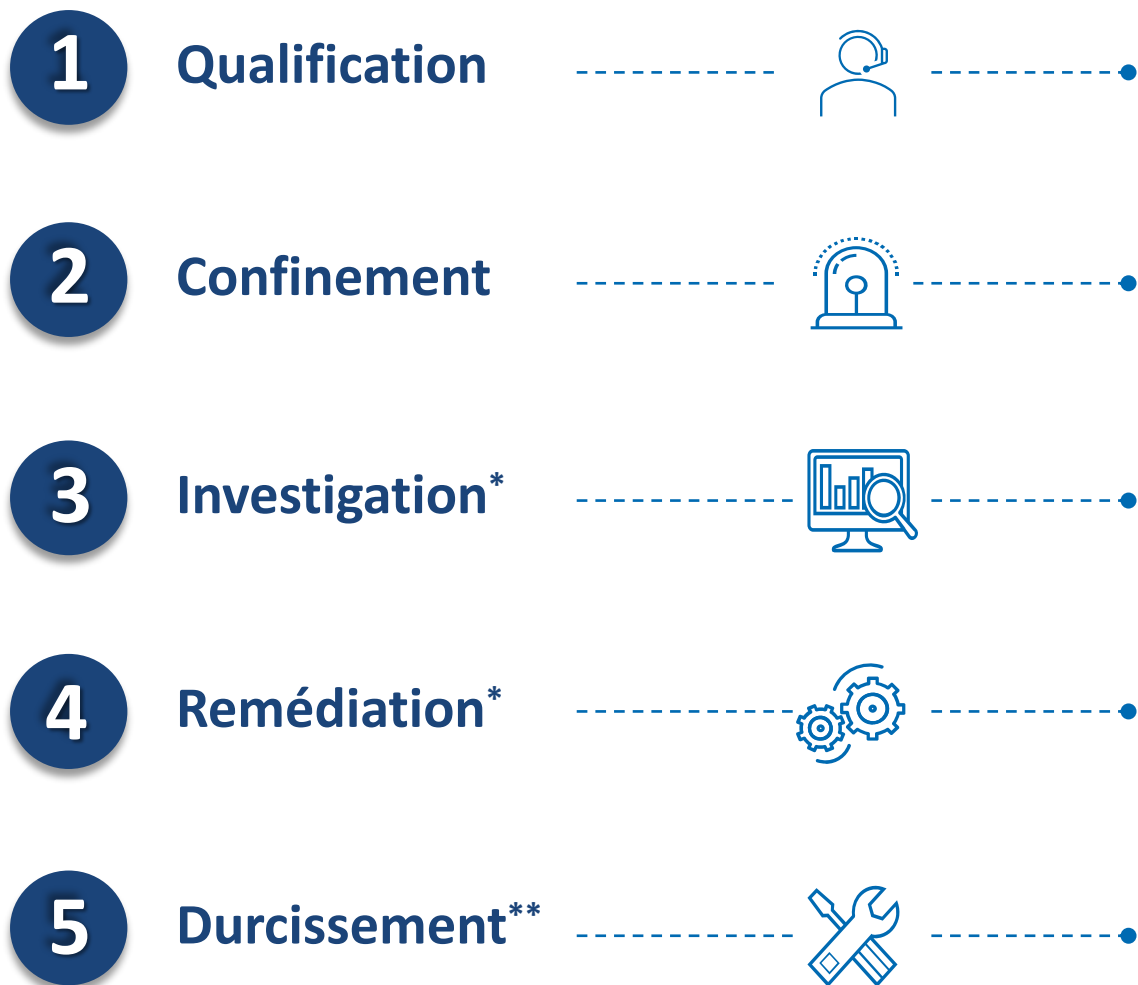 1 Qualification
2 Confinement
3 Investigation*
4 Remédiation*
5 Durcissement**